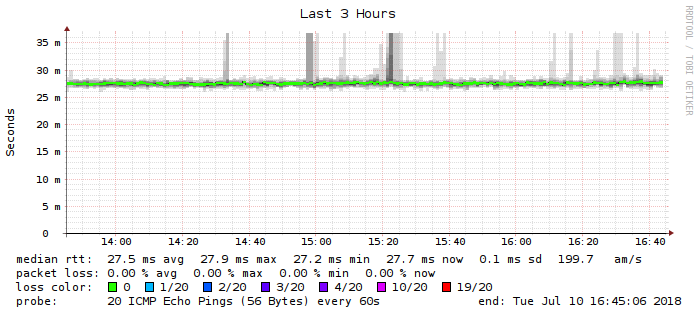 Last 3 Hours
RRDTOOL / TOBI OETIKER
Seconds
35 m
30 m
25 m
20 m
15 m
10 m
5 m
0
14:00 14:20 14:40 15:00 15:20 15:40 16:00 16:20 16:40
median rtt: 27.5 ms avg 27.9 ms max 27.2 ms min 27.7 ms now 0.1 ms sd 199.7 am/s
packet loss: 0.00 % avg 0.00 % max 0.00 % min 0.00 % now
loss color: 0 1/20 2/20 3/20 4/20 10/20 19/20
probe: 20 ICMP Echo Pings (56 Bytes) every 60s end: Tue Jul 10 16:45:06 2018